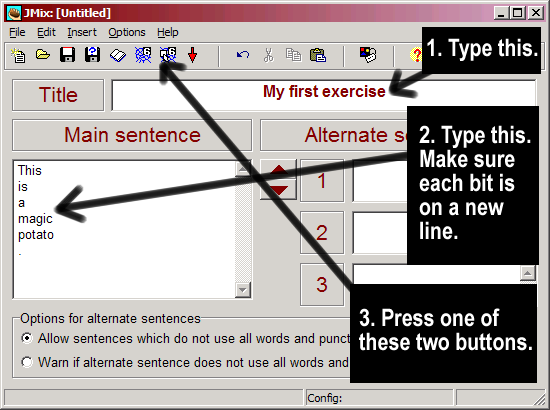 JMix: [Untitled]
File Edit Insert Options Help
1. Type this.
Title
My first exercise
Main sentence
Alternate se
2. Type this.
Make sure
each bit is
on a new
line.
This
is
a
magic
potato
.
1
2
3
3. Press one of
these two buttons.
Options for alternate sentences
Allow sentences which do not use all words and punct
Warn if alternate sentence does not use all words and
Config: